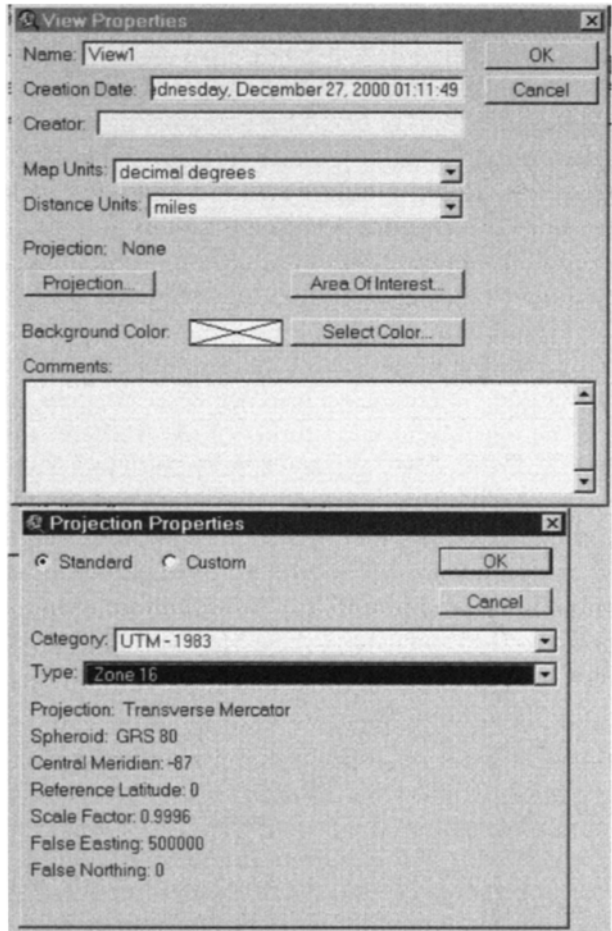 View Properties
Name: View1
OK
Creation Date: dnesday, December 27, 2000 01:11:49
Cancel
Creator:
Map Units: decimal degrees
Distance Units: miles
Projection: None
Projection...
Area Of Interest...
Background Color:
Select Color...
Comments:
Projection Properties
Standard
Custom
OK
Cancel
Category: UTM - 1983
Type: Zone 16
Projection: Transverse Mercator
Spheroid: GRS 80
Central Meridian: -87
Reference Latitude: 0
Scale Factor: 0.9996
False Easting: 500000
False Northing: 0